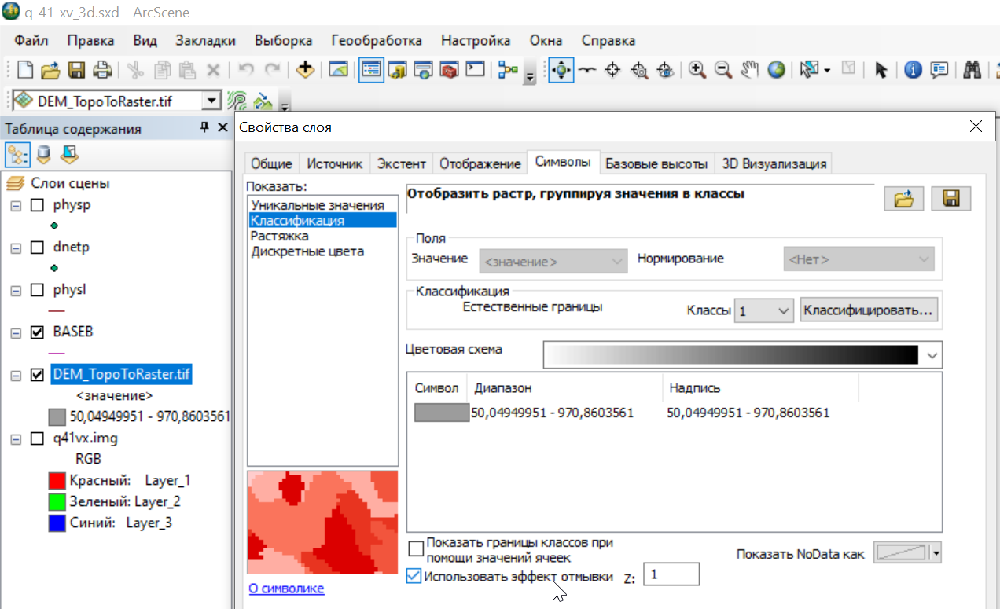 q-41-xv_3d.sxd - ArcScene
Файл Правка Вид Закладки Выборка Геообработка Настройка Окна Справка
DEM_TopoToRaster.tif
Таблица содержания
Слои сцены
physp
dnetp
physl
BASEB
DEM_TopoToRaster.tif
<значение>
50,04949951 - 970,8603561
q41vx.img
RGB
Красный: Layer_1
Зеленый: Layer_2
Синий: Layer_3
Свойства слоя
Общие Источник Экстент Отображение Символы Базовые высоты 3D Визуализация
Показать:
Уникальные значения
Классификация
Растяжка
Дискретные цвета
О символике
Отобразить растр, группируя значения в классы
Поля
Значение <значение> Нормирование <Нет>
Классификация
Естественные границы Классы 1 Классифицировать...
Цветовая схема
Символ Диапазон Надпись
50,04949951 - 970,8603561 50,04949951 - 970,8603561
Показать границы классов при
помощи значений ячеек
Показать NoData как
Использовать эффект отмывки Z: 1